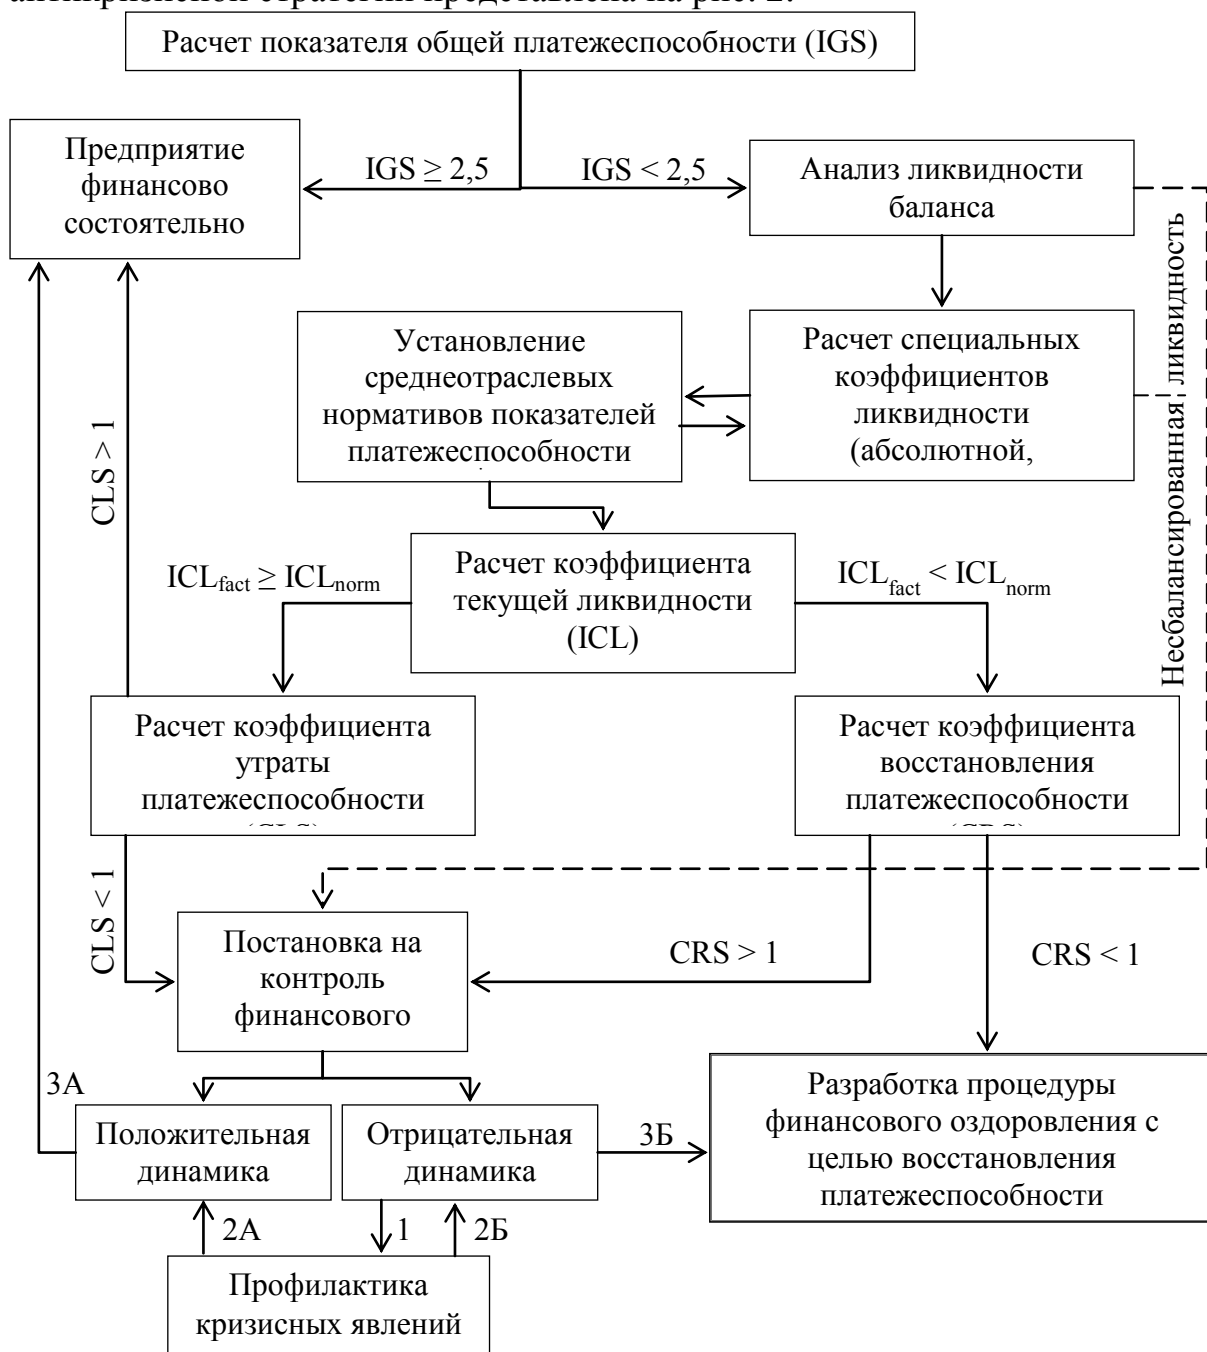 антикризисной стратегии представлена на рис. 2.
Расчет показателя общей платежеспособности (IGS)
Предприятие
финансово
состоятельно
IGS ≥ 2,5
IGS < 2,5
Анализ ликвидности
баланса
Несбалансированная ликвидность
Установление
среднеотраслевых
нормативов показателей
платежеспособности
Расчет специальных
коэффициентов
ликвидности
(абсолютной,
CLS > 1
ICLfact ≥ ICLnorm
Расчет коэффициента
текущей ликвидности
(ICL)
ICLfact < ICLnorm
Расчет коэффициента
утраты
платежеспособности
Расчет коэффициента
восстановления
платежеспособности
CLS < 1
Постановка на
контроль
финансового
CRS > 1
CRS < 1
3А
Положительная
динамика
Отрицательная
динамика
3Б
Разработка процедуры
финансового оздоровления с
целью восстановления
платежеспособности
2А
1
2Б
Профилактика
кризисных явлений